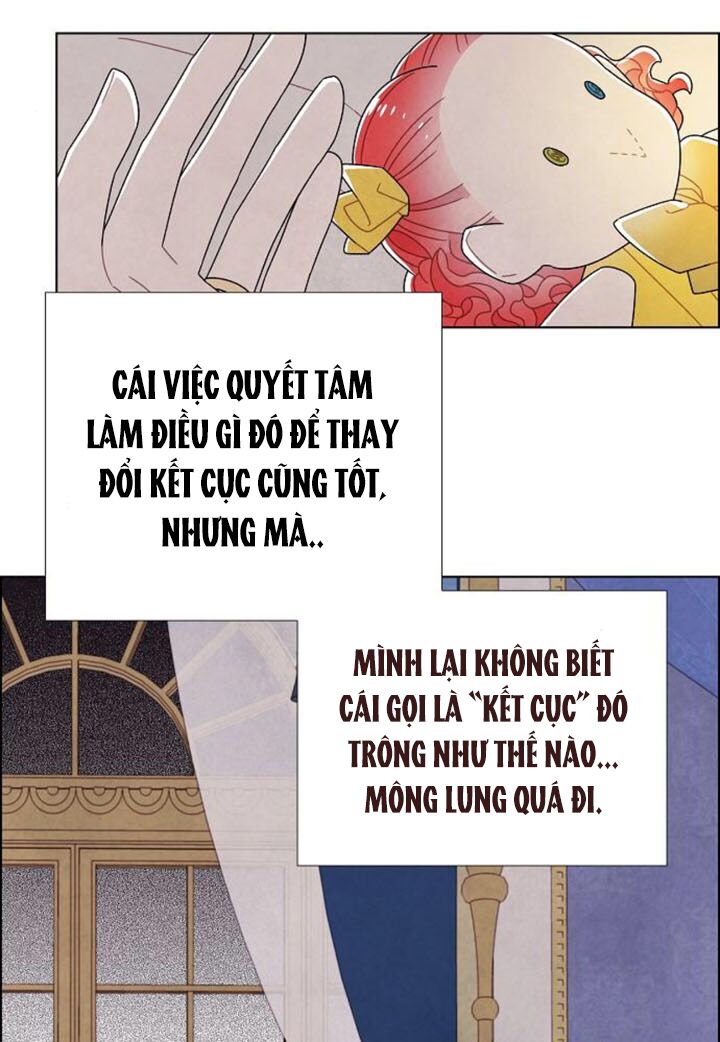 CÁI VIỆC QUYẾT TÂM
LÀM ĐIỀU GÌ ĐÓ ĐỂ THAY
ĐỔI KẾT CỤC CŨNG TỐT,
NHƯNG MÀ..
MÌNH LẠI KHÔNG BIẾT
CÁI GỌI LÀ “KẾT CỤC” ĐÓ
TRÔNG NHƯ THẾ NÀO...
MÔNG LUNG QUÁ ĐI.